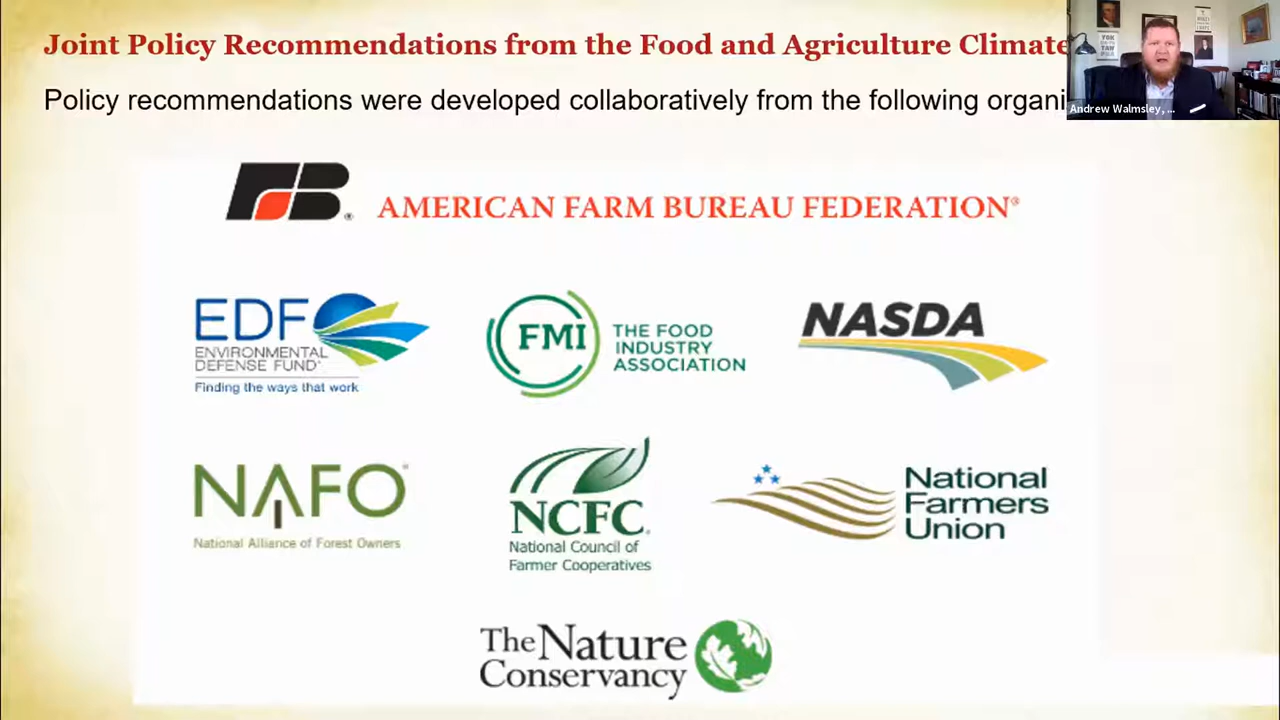 Joint Policy Recommendations from the Food and Agriculture Climate
Policy recommendations were developed collaboratively from the following organi
Andrew Walmsley, ...
FB®
AMERICAN FARM BUREAU FEDERATION®
EDF
ENVIRONMENTAL
DEFENSE FUND
Finding the ways that work
FMI
THE FOOD
INDUSTRY
ASSOCIATION
NASDA
NAFO®
National Alliance of Forest Owners
NCFC.
National Council of
Farmer Cooperatives
National
Farmers
Union
The Nature
Conservancy